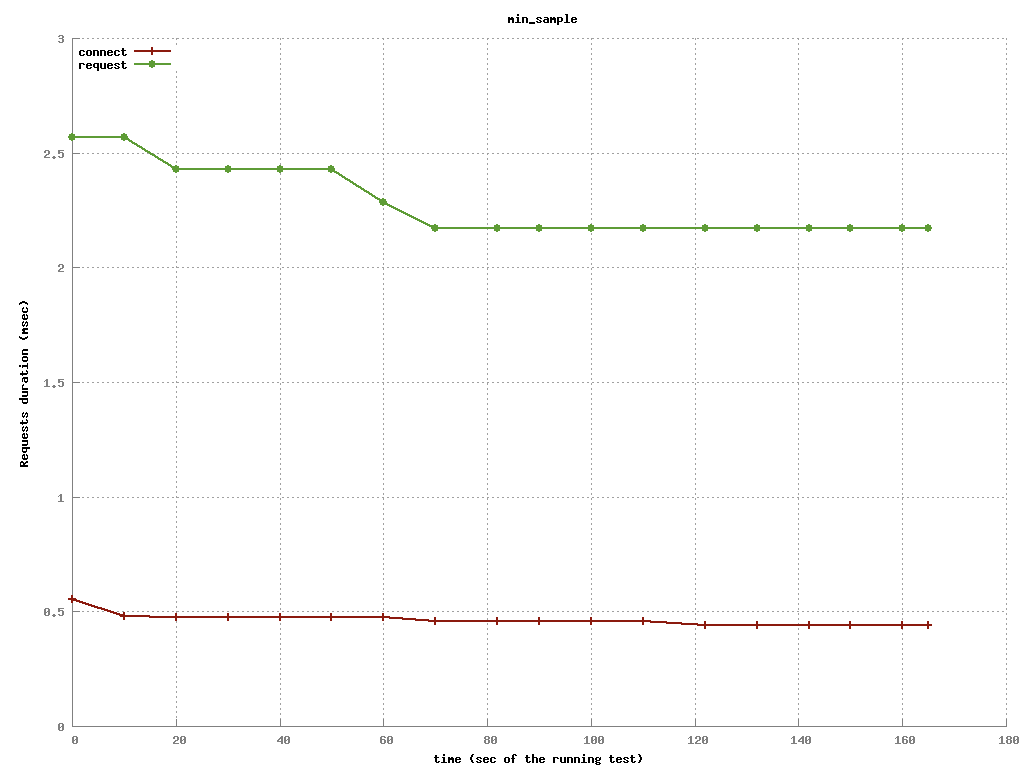 min_sample
3
connect
request
2.5
2
1.5
1
0.5
0
Requests duration (msec)
0 20 40 60 80 100 120 140 160 180
time (sec of the running test)